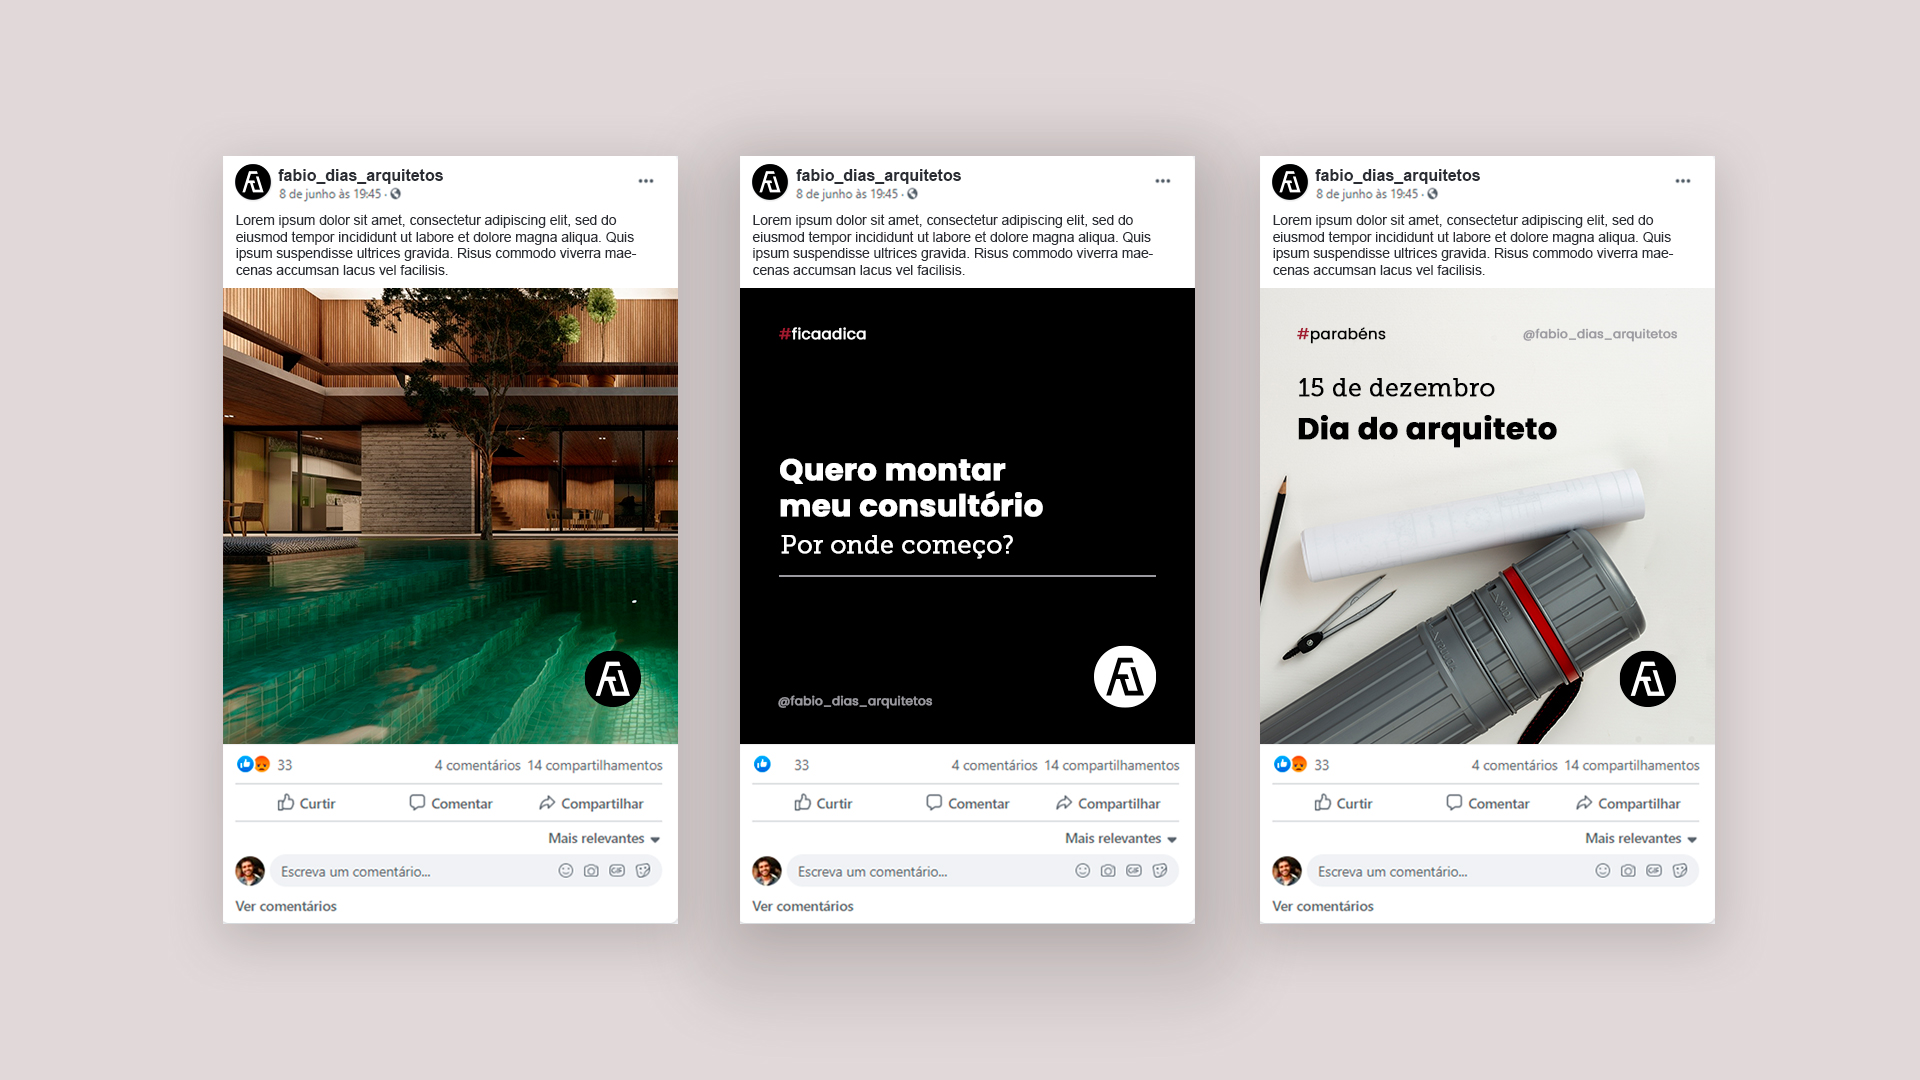 fabio_dias_arquitetos
8 de junho às 19:45 ·
Lorem ipsum dolor sit amet, consectetur adipiscing elit, sed do
eiusmod tempor incididunt ut labore et dolore magna aliqua. Quis
ipsum suspendisse ultrices gravida. Risus commodo viverra mae-
cenas accumsan lacus vel facilisis.
33
4 comentários 14 compartilhamentos
Curtir Comentar Compartilhar
Mais relevantes
Escreva um comentário...
GIF
Ver comentários
fabio_dias_arquitetos
8 de junho às 19:45 ·
Lorem ipsum dolor sit amet, consectetur adipiscing elit, sed do
eiusmod tempor incididunt ut labore et dolore magna aliqua. Quis
ipsum suspendisse ultrices gravida. Risus commodo viverra mae-
cenas accumsan lacus vel facilisis.
#ficaadica
Quero montar
meu consultório
Por onde começo?
@fabio_dias_arquitetos
33
4 comentários 14 compartilhamentos
Curtir Comentar Compartilhar
Mais relevantes
Escreva um comentário...
GIF
Ver comentários
fabio_dias_arquitetos
8 de junho às 19:45 ·
Lorem ipsum dolor sit amet, consectetur adipiscing elit, sed do
eiusmod tempor incididunt ut labore et dolore magna aliqua. Quis
ipsum suspendisse ultrices gravida. Risus commodo viverra mae-
cenas accumsan lacus vel facilisis.
#parabéns @fabio_dias_arquitetos
15 de dezembro
Dia do arquiteto
33
4 comentários 14 compartilhamentos
Curtir Comentar Compartilhar
Mais relevantes
Escreva um comentário...
GIF
Ver comentários